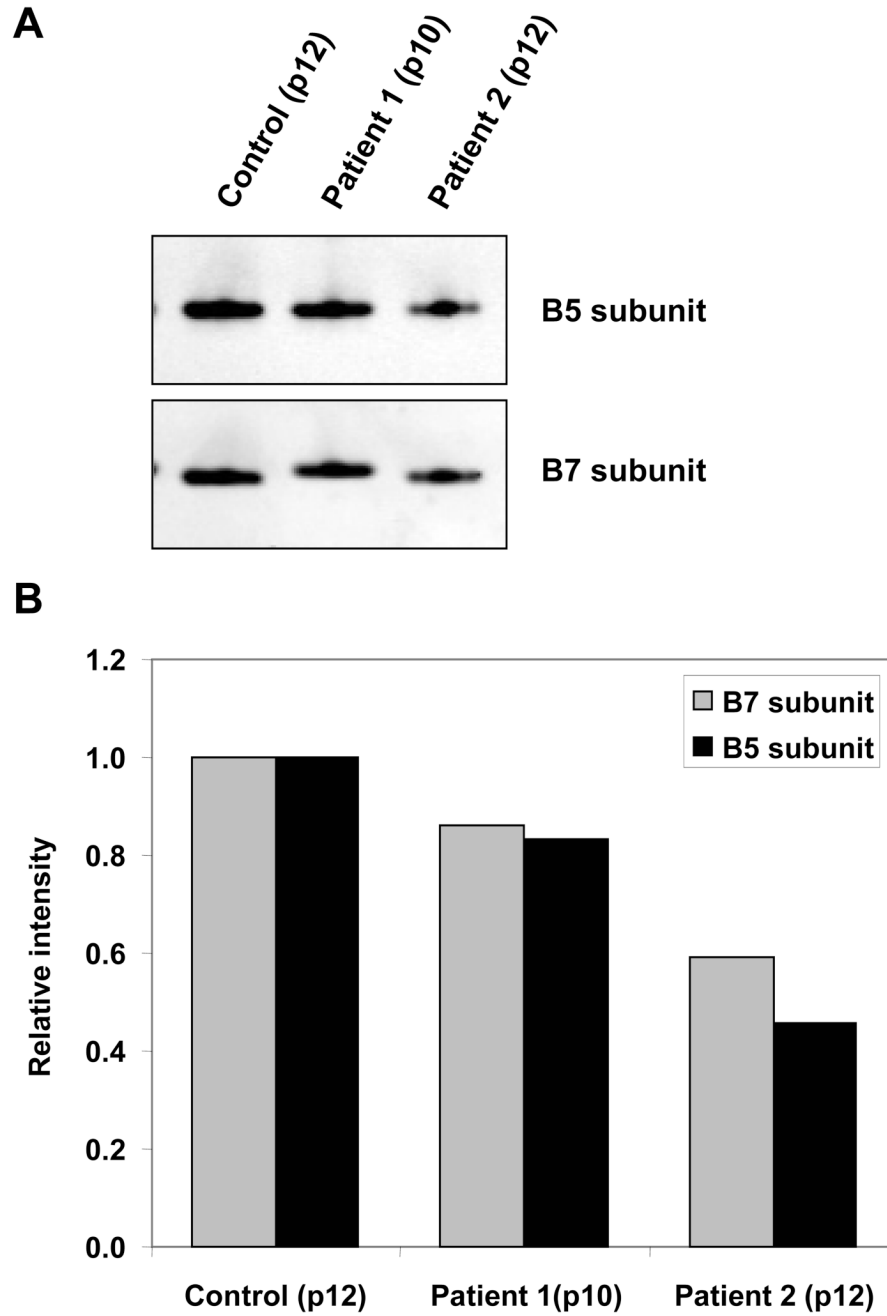 A
Control (p12)
Patient 1 (p10)
Patient 2 (p12)
B5 subunit
B7 subunit
B
1.2
1.0
0.8
0.6
0.4
0.2
0.0
Relative intensity
B7 subunit
B5 subunit
Control (p12)
Patient 1(p10)
Patient 2 (p12)